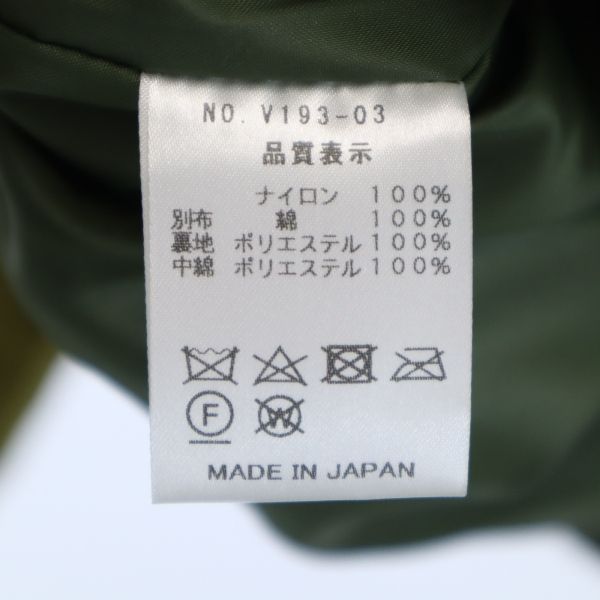 NO. V193-03
品質表示
ナイロン 100%
別布 綿 100%
裏地 ポリエステル 100%
中綿 ポリエステル 100%
F W
MADE IN JAPAN